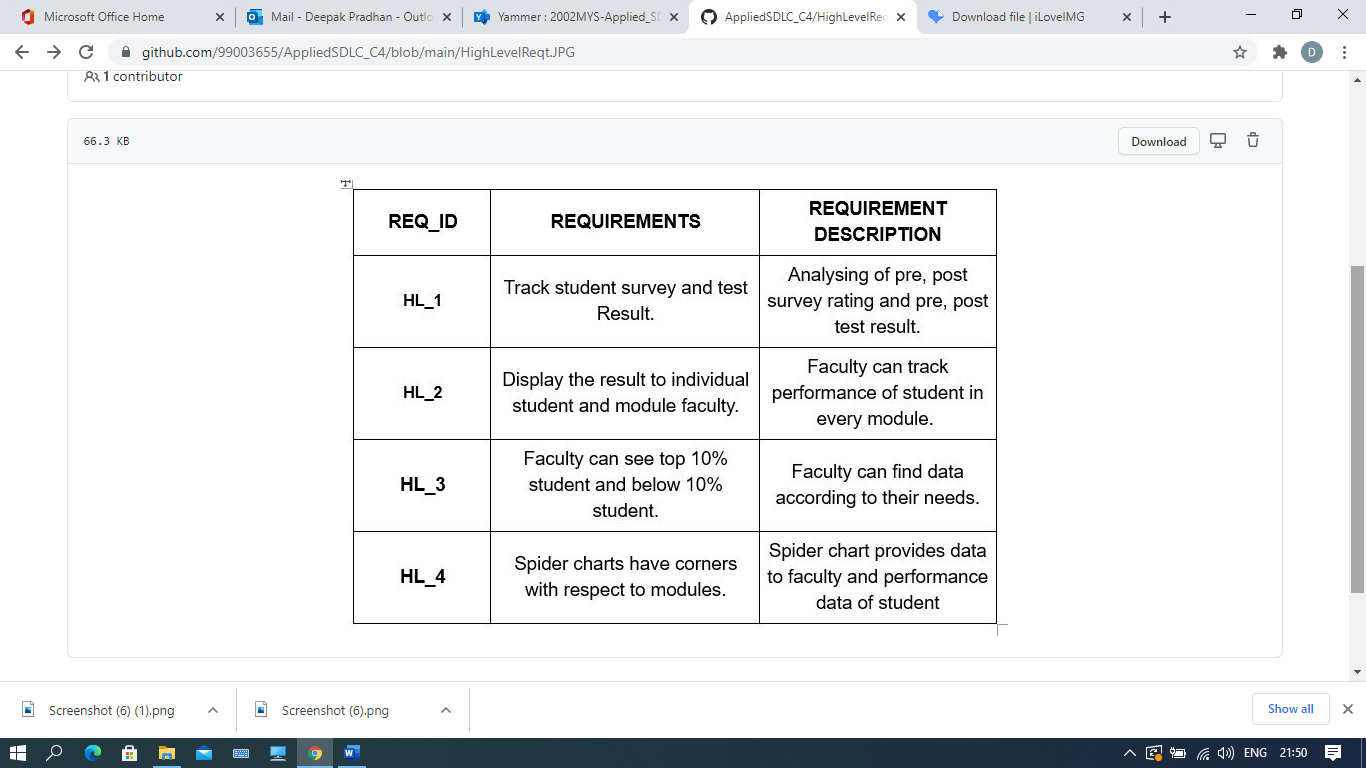 Microsoft Office Home
Mail - Deepak Pradhan - Outlo
Yammer : 2002MYS-Applied_SD
AppliedSDLC_C4/HighLevelReq
Download file | iLoveIMG
github.com/99003655/AppliedSDLC_C4/blob/main/HighLevelReqt.JPG
D
1 contributor
66.3 KB
Download
REQ_ID
REQUIREMENTS
REQUIREMENT
DESCRIPTION
HL_1
Track student survey and test
Result.
Analysing of pre, post
survey rating and pre, post
test result.
HL_2
Display the result to individual
student and module faculty.
Faculty can track
performance of student in
every module.
HL_3
Faculty can see top 10%
student and below 10%
student.
Faculty can find data
according to their needs.
HL_4
Spider charts have corners
with respect to modules.
Spider chart provides data
to faculty and performance
data of student
Screenshot (6) (1).png
Screenshot (6).png
Show all
ENG
21:50